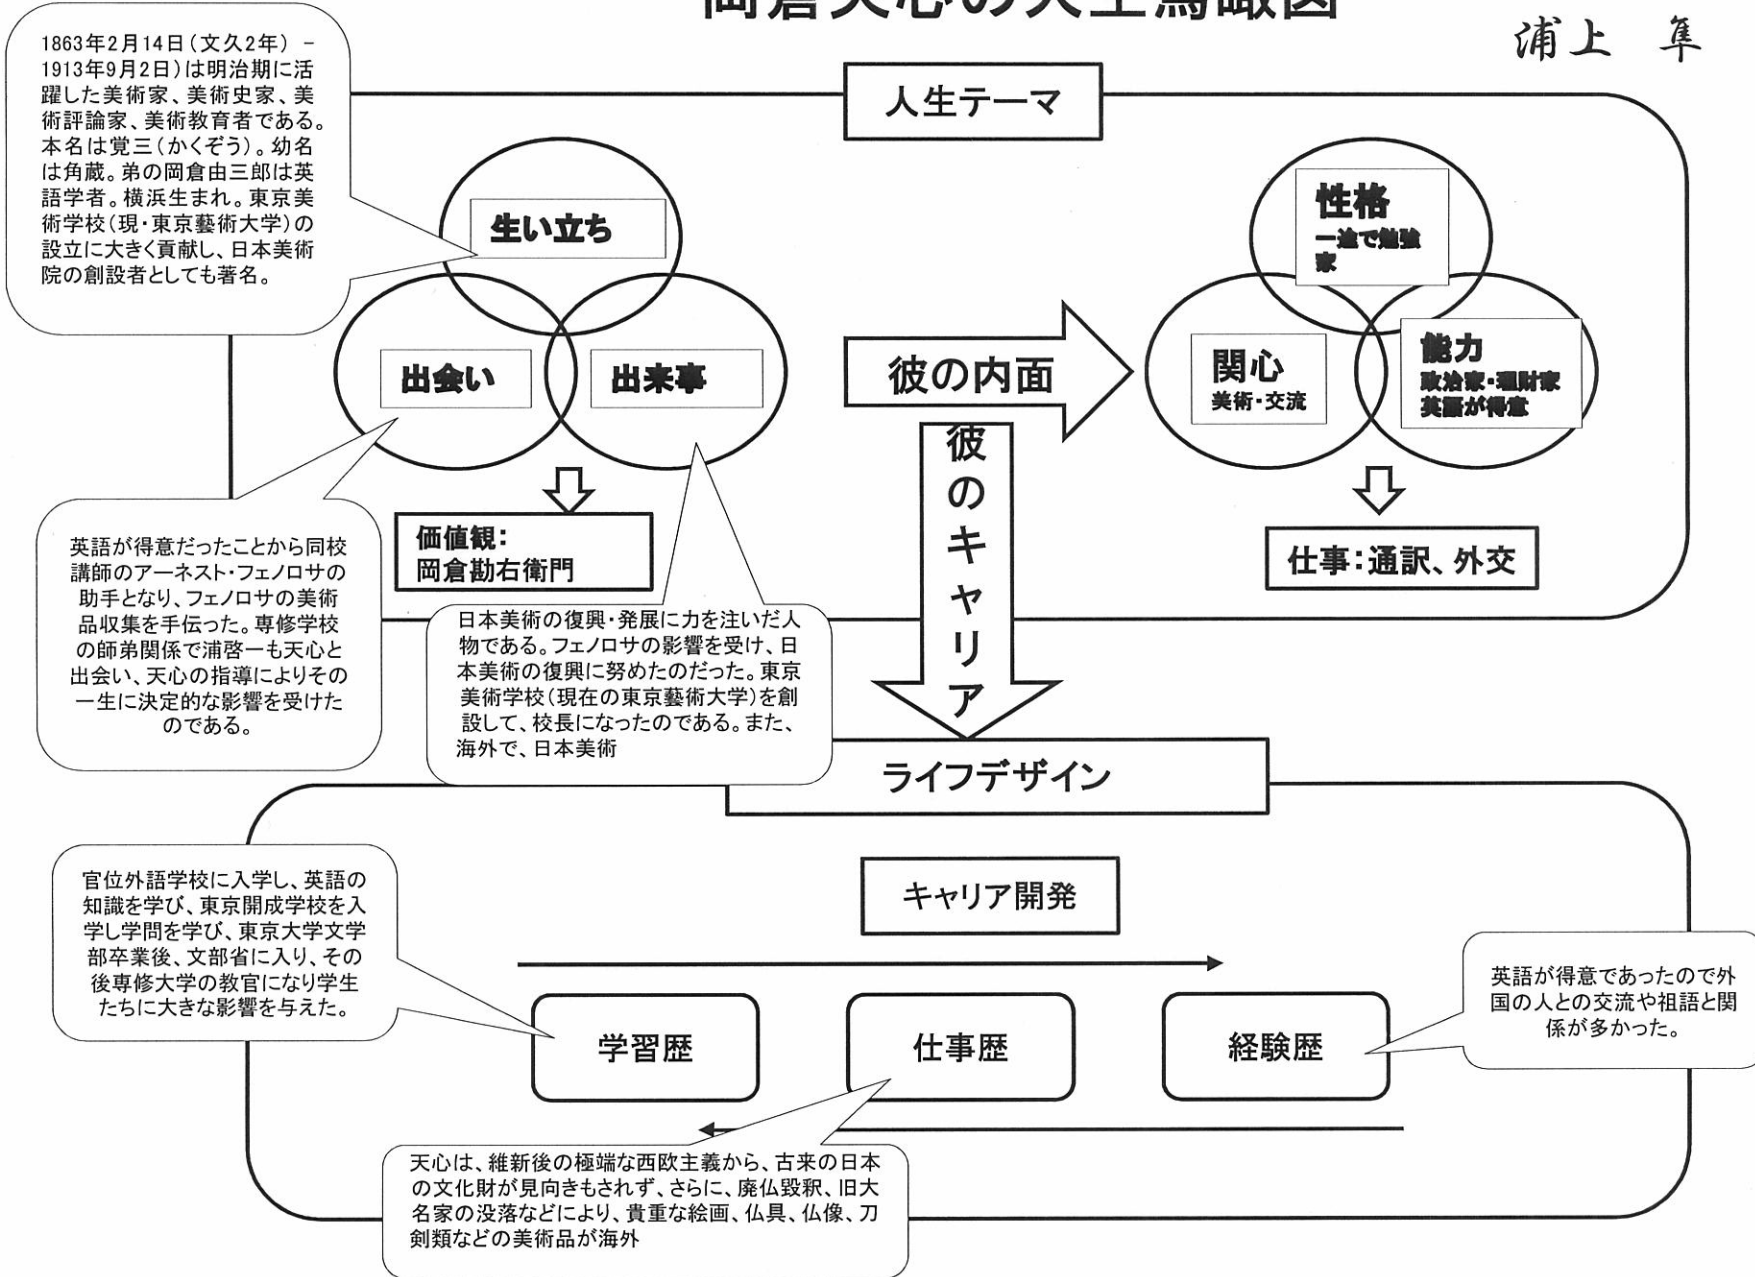 岡倉天心の人生鳥瞰図
浦上 隼
1863年2月14日(文久2年) -
1913年9月2日)は明治期に活
躍した美術家、美術史家、美
術評論家、美術教育者である。
本名は覚三(かくぞう)。幼名
は角蔵。弟の岡倉由三郎は英
語学者。横浜生まれ。東京美
術学校(現・東京藝術大学)の
設立に大きく貢献し、日本美術
院の創設者としても著名。
人生テーマ
生い立ち
出会い
出来事
彼の内面
性格
一途で勉強
家
関心
美術・交流
能力
政治家・理財家
英語が得意
彼のキャリア
価値観:
岡倉勘右衛門
仕事:通訳、外交
英語が得意だったことから同校
講師のアーネスト・フェノロサの
助手となり、フェノロサの美術
品収集を手伝った。専修学校
の師弟関係で浦啓一も天心と
出会い、天心の指導によりその
一生に決定的な影響を受けた
のである。
日本美術の復興・発展に力を注いだ人
物である。フェノロサの影響を受け、日
本美術の復興に努めたのだった。東京
美術学校(現在の東京藝術大学)を創
設して、校長になったのである。また、
海外で、日本美術
ライフデザイン
キャリア開発
官位外語学校に入学し、英語の
知識を学び、東京開成学校を入
学し学問を学び、東京大学文学
部卒業後、文部省に入り、その
後専修大学の教官になり学生
たちに大きな影響を与えた。
学習歴
仕事歴
経験歴
英語が得意であったので外
国の人との交流や祖語と関
係が多かった。
天心は、維新後の極端な西欧主義から、古来の日本
の文化財が見向きもされず、さらに、廃仏毀釈、旧大
名家の没落などにより、貴重な絵画、仏具、仏像、刀
剣類などの美術品が海外